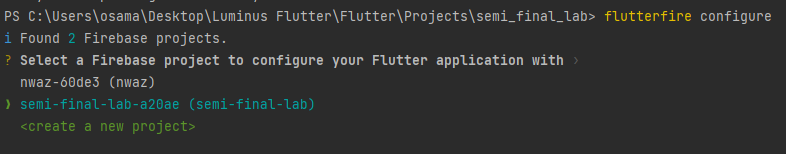 PS C:\Users\osama\Desktop\Luminus Flutter\Flutter\Projects\semi_final_lab> flutterfire configure
i Found 2 Firebase projects.
? Select a Firebase project to configure your Flutter application with ›
nwaz-60de3 (nwaz)
❯ semi-final-lab-a20ae (semi-final-lab)
<create a new project>